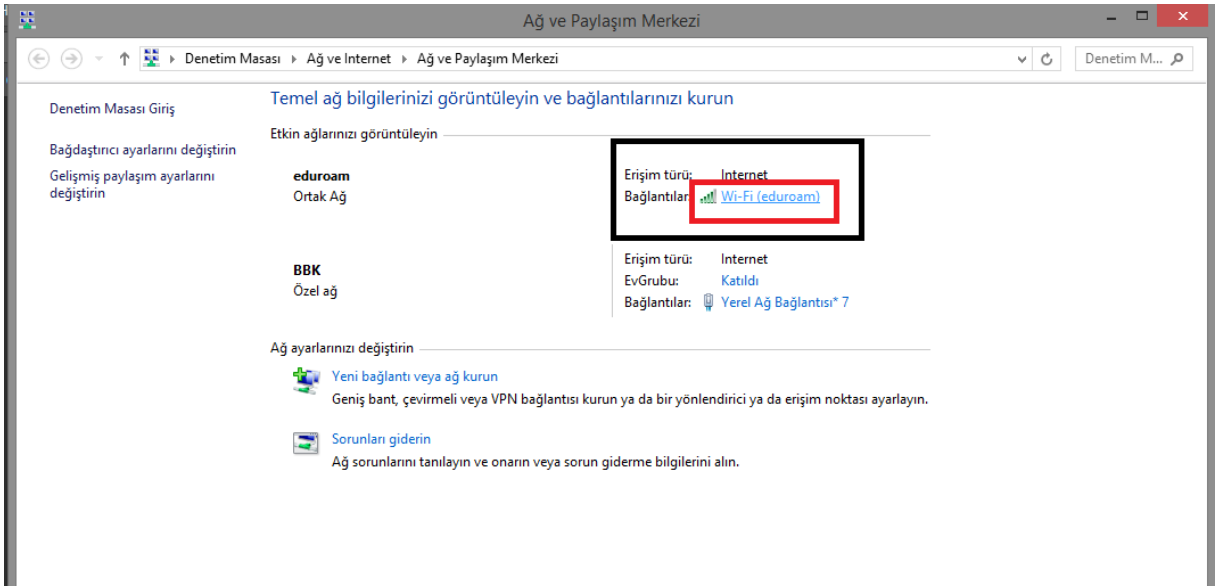 Ağ ve Paylaşım Merkezi
Denetim Masası Ağ ve Internet Ağ ve Paylaşım Merkezi
Denetim M...
Denetim Masası Giriş
Bağdaştırıcı ayarlarını değiştirin
Gelişmiş paylaşım ayarlarını
değiştirin
Temel ağ bilgilerinizi görüntüleyin ve bağlantılarınızı kurun
Etkin ağlarınızı görüntüleyin
eduroam
Ortak Ağ
Erişim türü: Internet
Bağlantılar: Wi-Fi (eduroam)
BBK
Özel ağ
Erişim türü: Internet
EvGrubu: Katıldı
Bağlantılar: Yerel Ağ Bağlantısı* 7
Ağ ayarlarınızı değiştirin
Yeni bağlantı veya ağ kurun
Geniş bant, çevirmeli veya VPN bağlantısı kurun ya da bir yönlendirici ya da erişim noktası ayarlayın.
Sorunları giderin
Ağ sorunlarını tanılayın ve onarın veya sorun giderme bilgilerini alın.